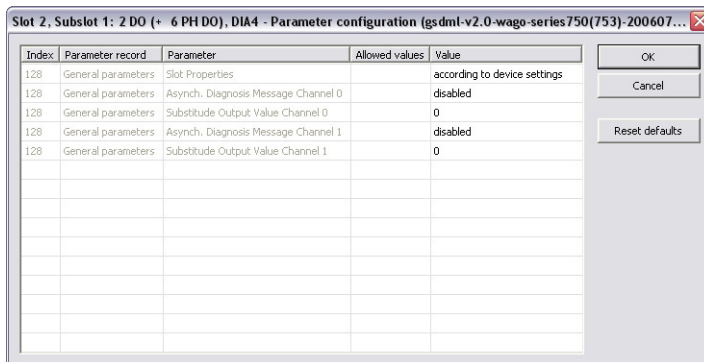 Slot 2, Subslot 1: 2 DO (+ 6 PH DO), DIA4 - Parameter configuration (gsdml-v2.0-wago-series750(753)-200607...
Index Parameter record Parameter Allowed values Value
128 General parameters Slot Properties according to device settings
128 General parameters Asynch. Diagnosis Message Channel 0 disabled
128 General parameters Substitude Output Value Channel 0 0
128 General parameters Asynch. Diagnosis Message Channel 1 disabled
128 General parameters Substitude Output Value Channel 1 0
OK
Cancel
Reset defaults